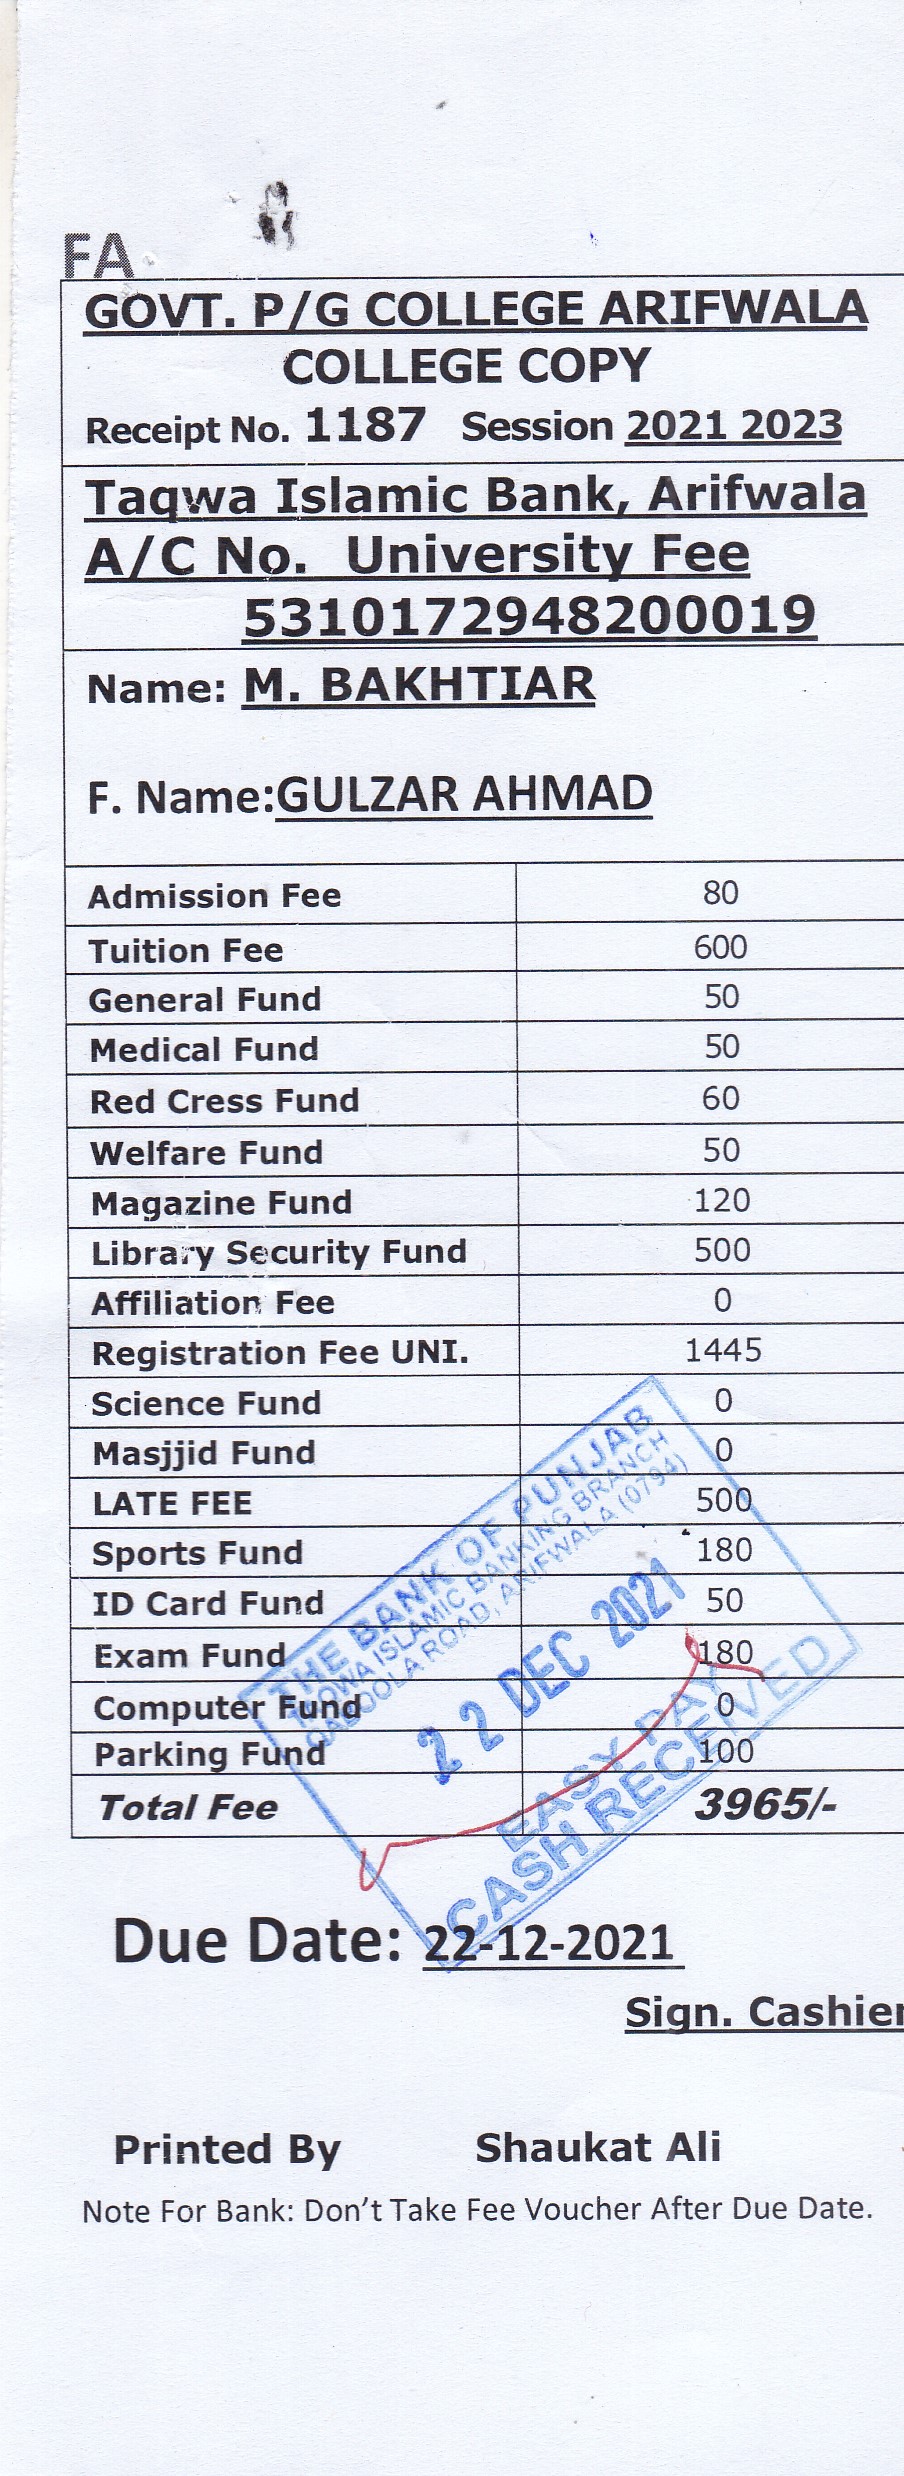 FA
GOVT. P/G COLLEGE ARIFWALA
COLLEGE COPY
Receipt No. 1187 Session 2021 2023
Taqwa Islamic Bank, Arifwala
A/C No. University Fee
5310172948200019
Name: M. BAKHTIAR
F. Name:GULZAR AHMAD
Admission Fee 80
Tuition Fee 600
General Fund 50
Medical Fund 50
Red Cress Fund 60
Welfare Fund 50
Magazine Fund 120
Library Security Fund 500
Affiliation Fee 0
Registration Fee UNI. 1445
Science Fund 0
Masjjid Fund 0
LATE FEE 500
Sports Fund 180
ID Card Fund 50
Exam Fund 180
Computer Fund 0
Parking Fund 100
Total Fee 3965/-
THE BANK OF PUNJAB
TAQWA ISLAMIC BANKING BRANCH
QABOOLA ROAD, ARIFWALA (0794)
22 DEC 2021
EASY PAY
CASH RECEIVED
Due Date: 22-12-2021
Sign. Cashier
Printed By Shaukat Ali
Note For Bank: Don't Take Fee Voucher After Due Date.